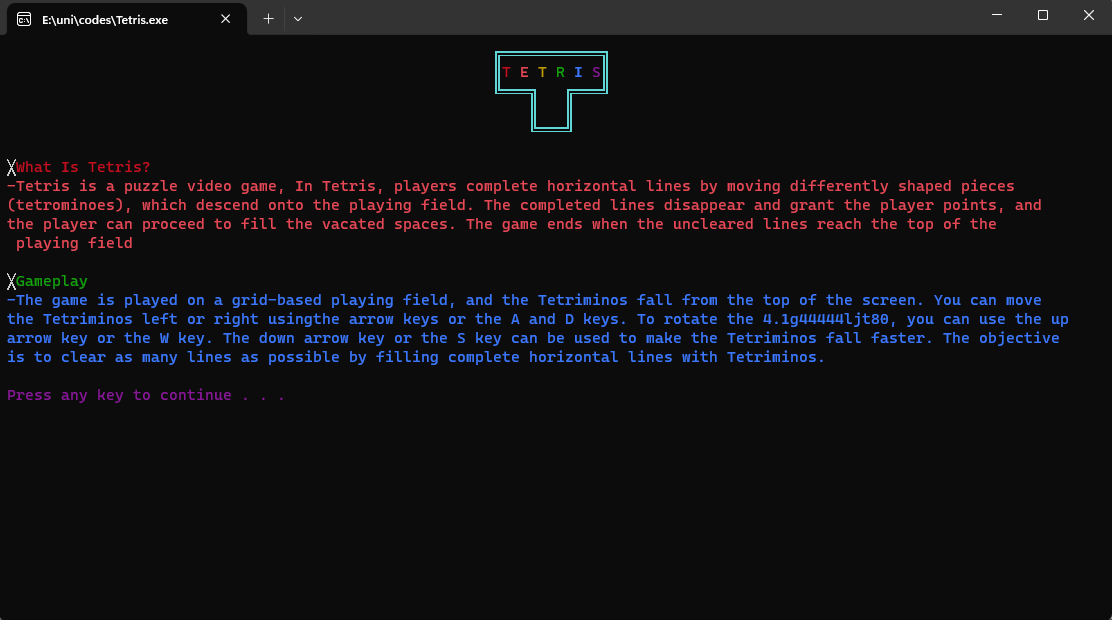 E:\uni\codes\Tetris.exe
T E T R I S
╳What Is Tetris?
-Tetris is a puzzle video game, In Tetris, players complete horizontal lines by moving differently shaped pieces
(tetrominoes), which descend onto the playing field. The completed lines disappear and grant the player points, and
the player can proceed to fill the vacated spaces. The game ends when the uncleared lines reach the top of the
playing field
╳Gameplay
-The game is played on a grid-based playing field, and the Tetriminos fall from the top of the screen. You can move
the Tetriminos left or right usingthe arrow keys or the A and D keys. To rotate the 4.1g44444ljt80, you can use the up
arrow key or the W key. The down arrow key or the S key can be used to make the Tetriminos fall faster. The objective
is to clear as many lines as possible by filling complete horizontal lines with Tetriminos.
Press any key to continue . . .